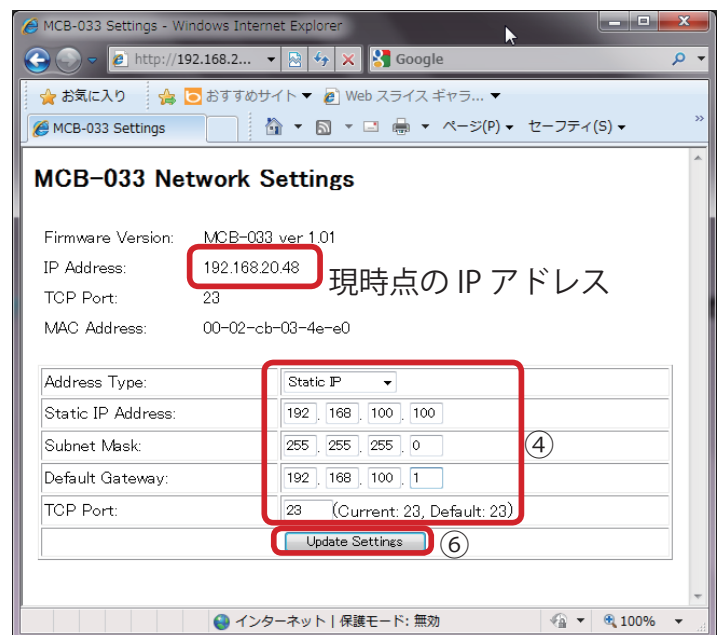 MCB-033 Settings - Windows Internet Explorer
http://192.168.2...
Google
お気に入り
おすすめサイト
Web スライス ギャラ...
MCB-033 Settings
ページ(P)
セーフティ(S)
»
MCB-033 Network Settings
Firmware Version: MCB-033 ver 1.01
IP Address: 192.168.20.48
現時点の IP アドレス
TCP Port: 23
MAC Address: 00-02-cb-03-4e-e0
Address Type: Static IP
Static IP Address: 192 . 168 . 100 . 100
Subnet Mask: 255 . 255 . 255 . 0
④
Default Gateway: 192 . 168 . 100 . 1
TCP Port: 23 (Current: 23, Default: 23)
Update Settings
⑥
インターネット | 保護モード: 無効
100%